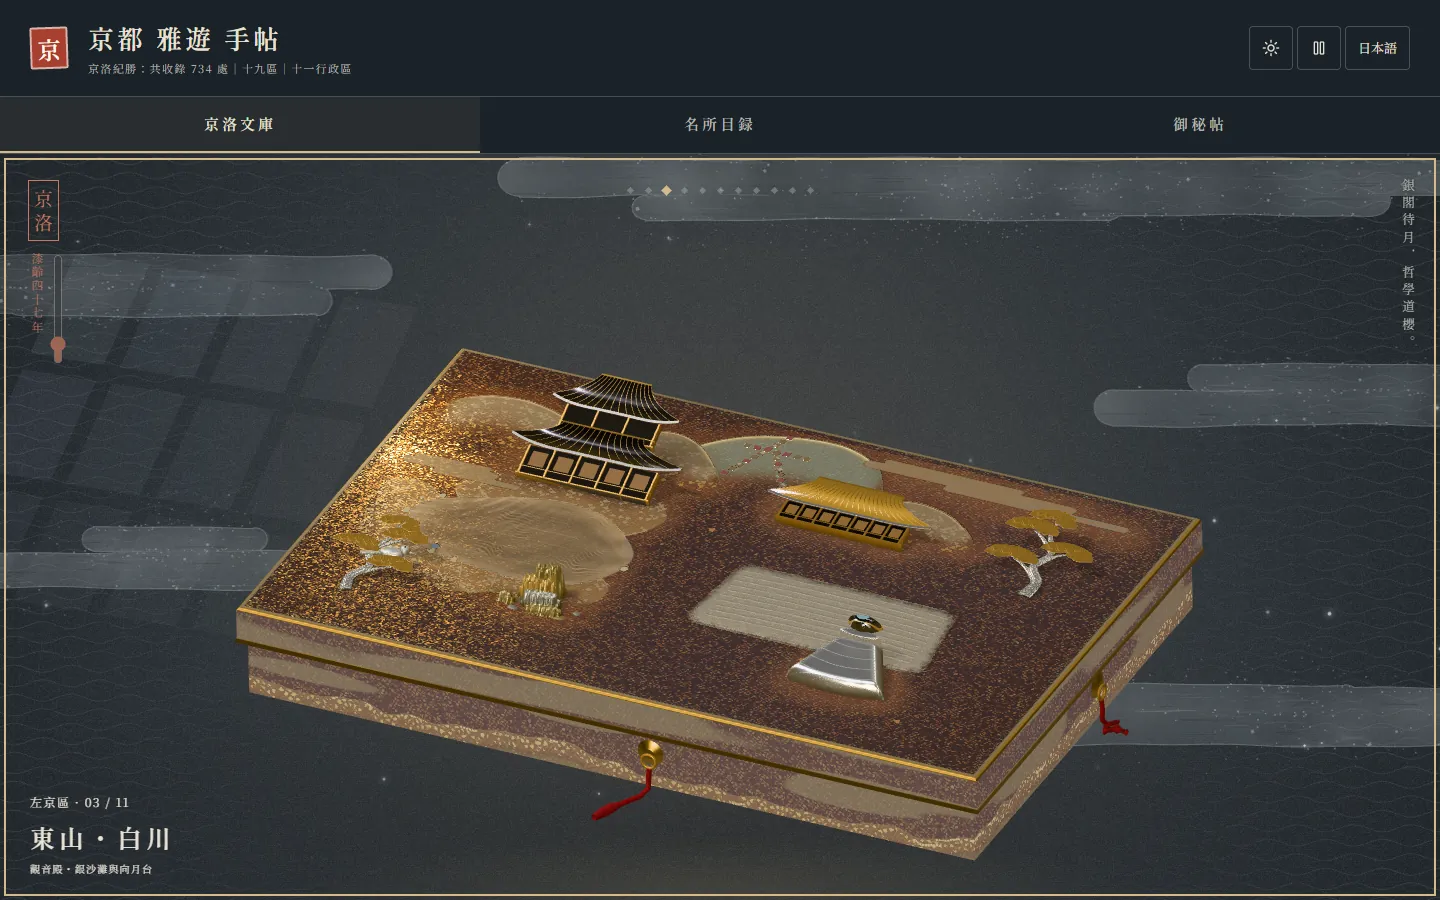 京
京都 雅遊 手帖
京洛紀勝：共收錄 734 處｜十九區｜十一行政區
日本語
京洛文庫
名所目録
御秘帖
京洛
漆齢四十七年
銀閣待月，哲學道櫻。
左京區 · 03 / 11
東山・白川
觀音殿・銀沙灘與向月台